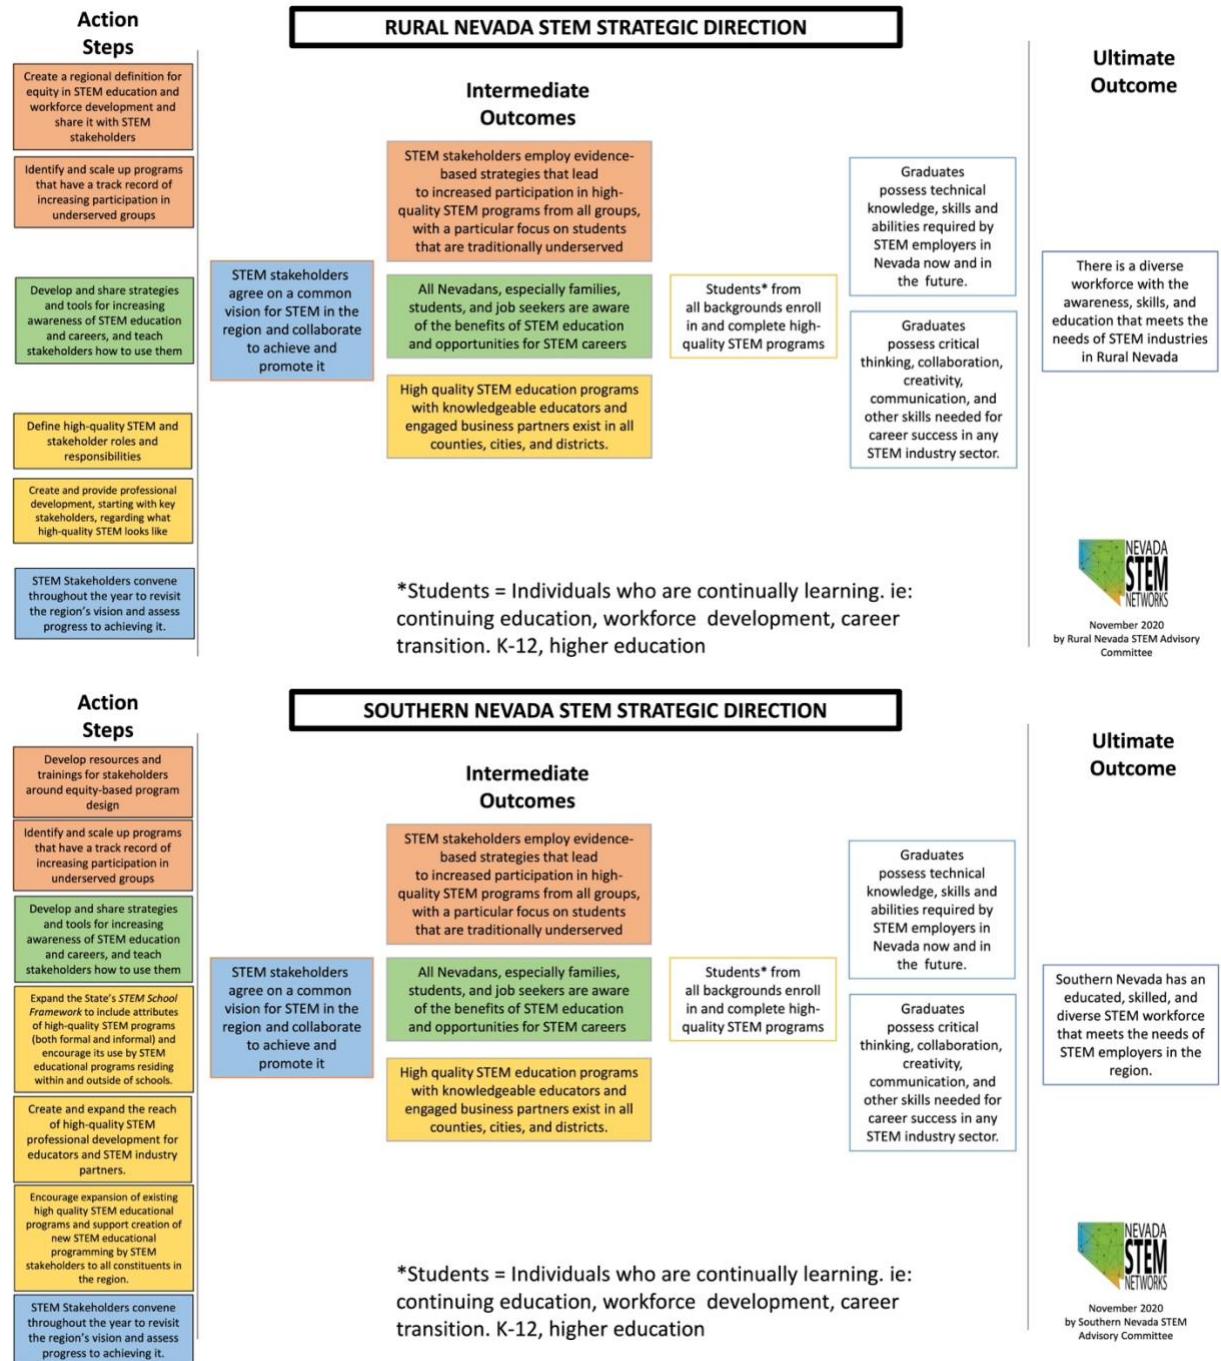 Action
Steps
RURAL NEVADA STEM STRATEGIC DIRECTION
Create a regional definition for
equity in STEM education and
workforce development and
share it with STEM
stakeholders
Identify and scale up programs
that have a track record of
increasing participation in
underserved groups
Develop and share strategies
and tools for increasing
awareness of STEM education
and careers, and teach
stakeholders how to use them
Define high-quality STEM and
stakeholder roles and
responsibilities
Create and provide professional
development, starting with key
stakeholders, regarding what
high-quality STEM looks like
STEM Stakeholders convene
throughout the year to revisit
the region's vision and assess
progress to achieving it.
Intermediate
Outcomes
STEM stakeholders
agree on a common
vision for STEM in the
region and collaborate
to achieve and
promote it
STEM stakeholders employ evidence-
based strategies that lead
to increased participation in high-
quality STEM programs from all groups,
with a particular focus on students
that are traditionally underserved
All Nevadans, especially families,
students, and job seekers are aware
of the benefits of STEM education
and opportunities for STEM careers
High quality STEM education programs
with knowledgeable educators and
engaged business partners exist in all
counties, cities, and districts.
Students* from
all backgrounds enroll
in and complete high-
quality STEM programs
Graduates
possess technical
knowledge, skills and
abilities required by
STEM employers in
Nevada now and in
the future.
Graduates
possess critical
thinking, collaboration,
creativity,
communication, and
other skills needed for
career success in any
STEM industry sector.
Ultimate
Outcome
There is a diverse
workforce with the
awareness, skills, and
education that meets the
needs of STEM industries
in Rural Nevada
*Students = Individuals who are continually learning. ie:
continuing education, workforce development, career
transition. K-12, higher education
NEVADA
STEM
NETWORKS
November 2020
by Rural Nevada STEM Advisory
Committee
Action
Steps
SOUTHERN NEVADA STEM STRATEGIC DIRECTION
Develop resources and
trainings for stakeholders
around equity-based program
design
Identify and scale up programs
that have a track record of
increasing participation in
underserved groups
Develop and share strategies
and tools for increasing
awareness of STEM education
and careers, and teach
stakeholders how to use them
Expand the State's STEM School
Framework to include attributes
of high-quality STEM programs
(both formal and informal) and
encourage its use by STEM
educational programs residing
within and outside of schools.
Create and expand the reach
of high-quality STEM
professional development for
educators and STEM industry
partners.
Encourage expansion of existing
high quality STEM educational
programs and support creation of
new STEM educational
programming by STEM
stakeholders to all constituents in
the region.
STEM Stakeholders convene
throughout the year to revisit
the region's vision and assess
progress to achieving it.
Intermediate
Outcomes
STEM stakeholders
agree on a common
vision for STEM in the
region and collaborate
to achieve and
promote it
STEM stakeholders employ evidence-
based strategies that lead
to increased participation in high-
quality STEM programs from all groups,
with a particular focus on students
that are traditionally underserved
All Nevadans, especially families,
students, and job seekers are aware
of the benefits of STEM education
and opportunities for STEM careers
High quality STEM education programs
with knowledgeable educators and
engaged business partners exist in all
counties, cities, and districts.
Students* from
all backgrounds enroll
in and complete high-
quality STEM programs
Graduates
possess technical
knowledge, skills and
abilities required by
STEM employers in
Nevada now and in
the future.
Graduates
possess critical
thinking, collaboration,
creativity,
communication, and
other skills needed for
career success in any
STEM industry sector.
Ultimate
Outcome
Southern Nevada has an
educated, skilled, and
diverse STEM workforce
that meets the needs of
STEM employers in the
region.
*Students = Individuals who are continually learning. ie:
continuing education, workforce development, career
transition. K-12, higher education
NEVADA
STEM
NETWORKS
November 2020
by Southern Nevada STEM
Advisory Committee